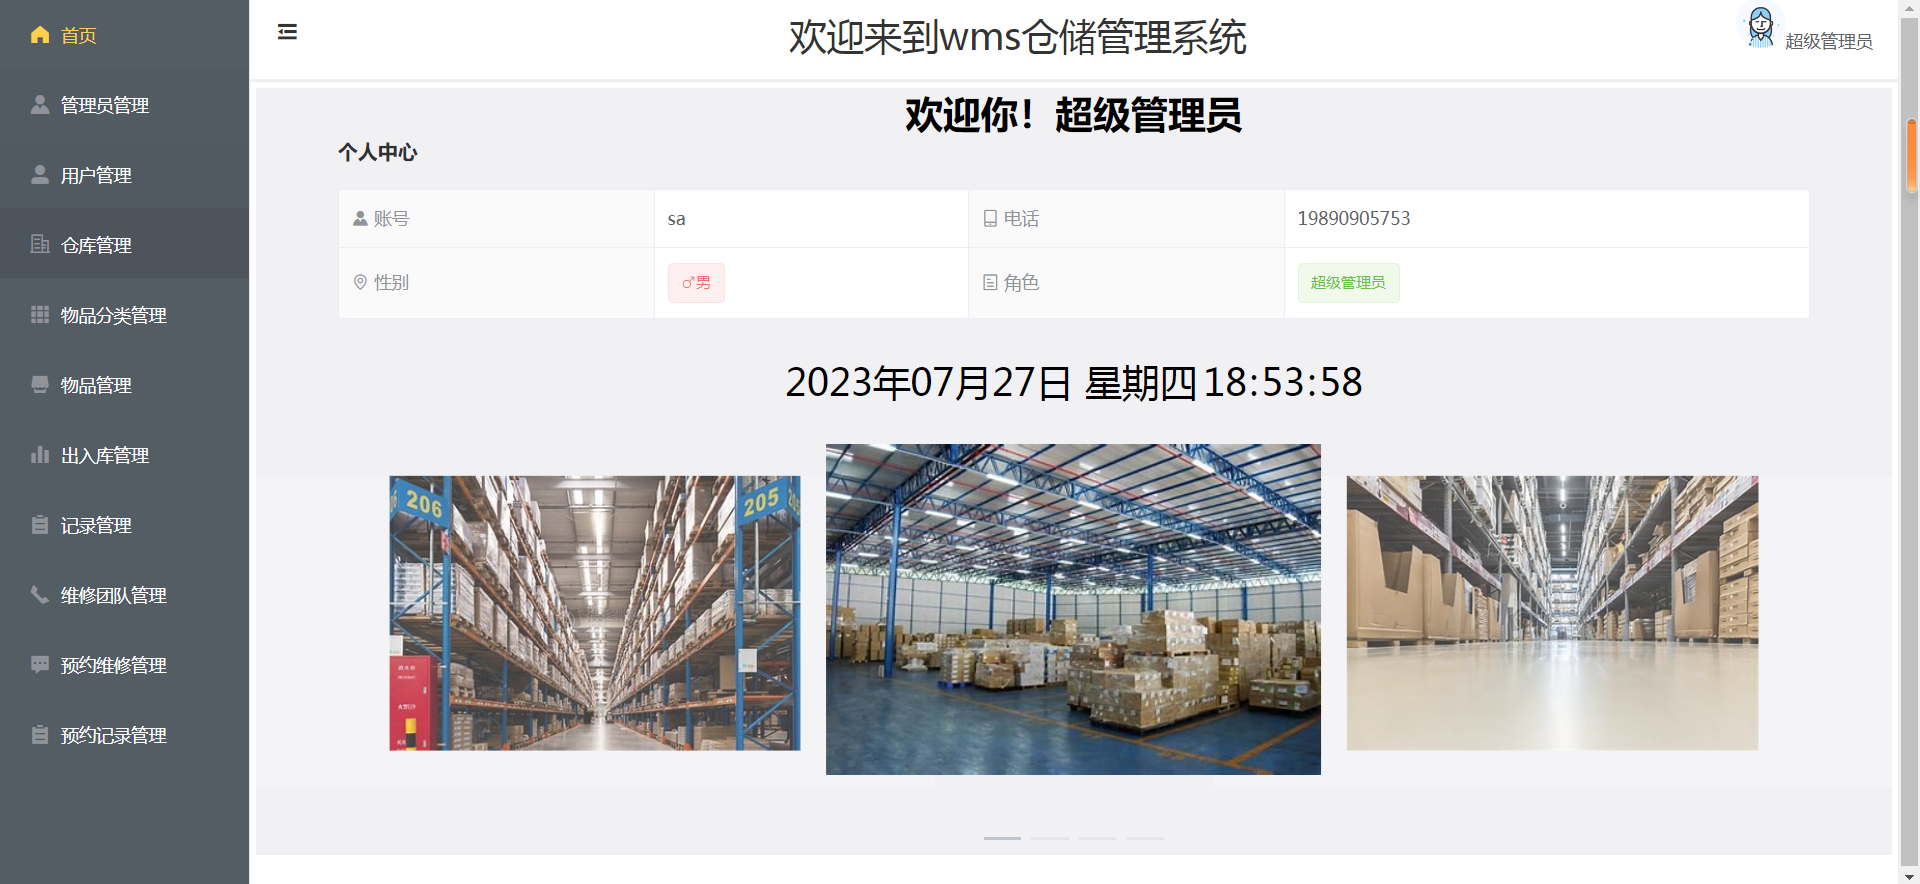 首页
管理员管理
用户管理
仓库管理
物品分类管理
物品管理
出入库管理
记录管理
维修团队管理
预约维修管理
预约记录管理
欢迎来到wms仓储管理系统
超级管理员
欢迎你！超级管理员
个人中心
账号 sa 电话 19890905753
性别 ♂男 角色 超级管理员
2023年07月27日 星期四 18:53:58
206
205